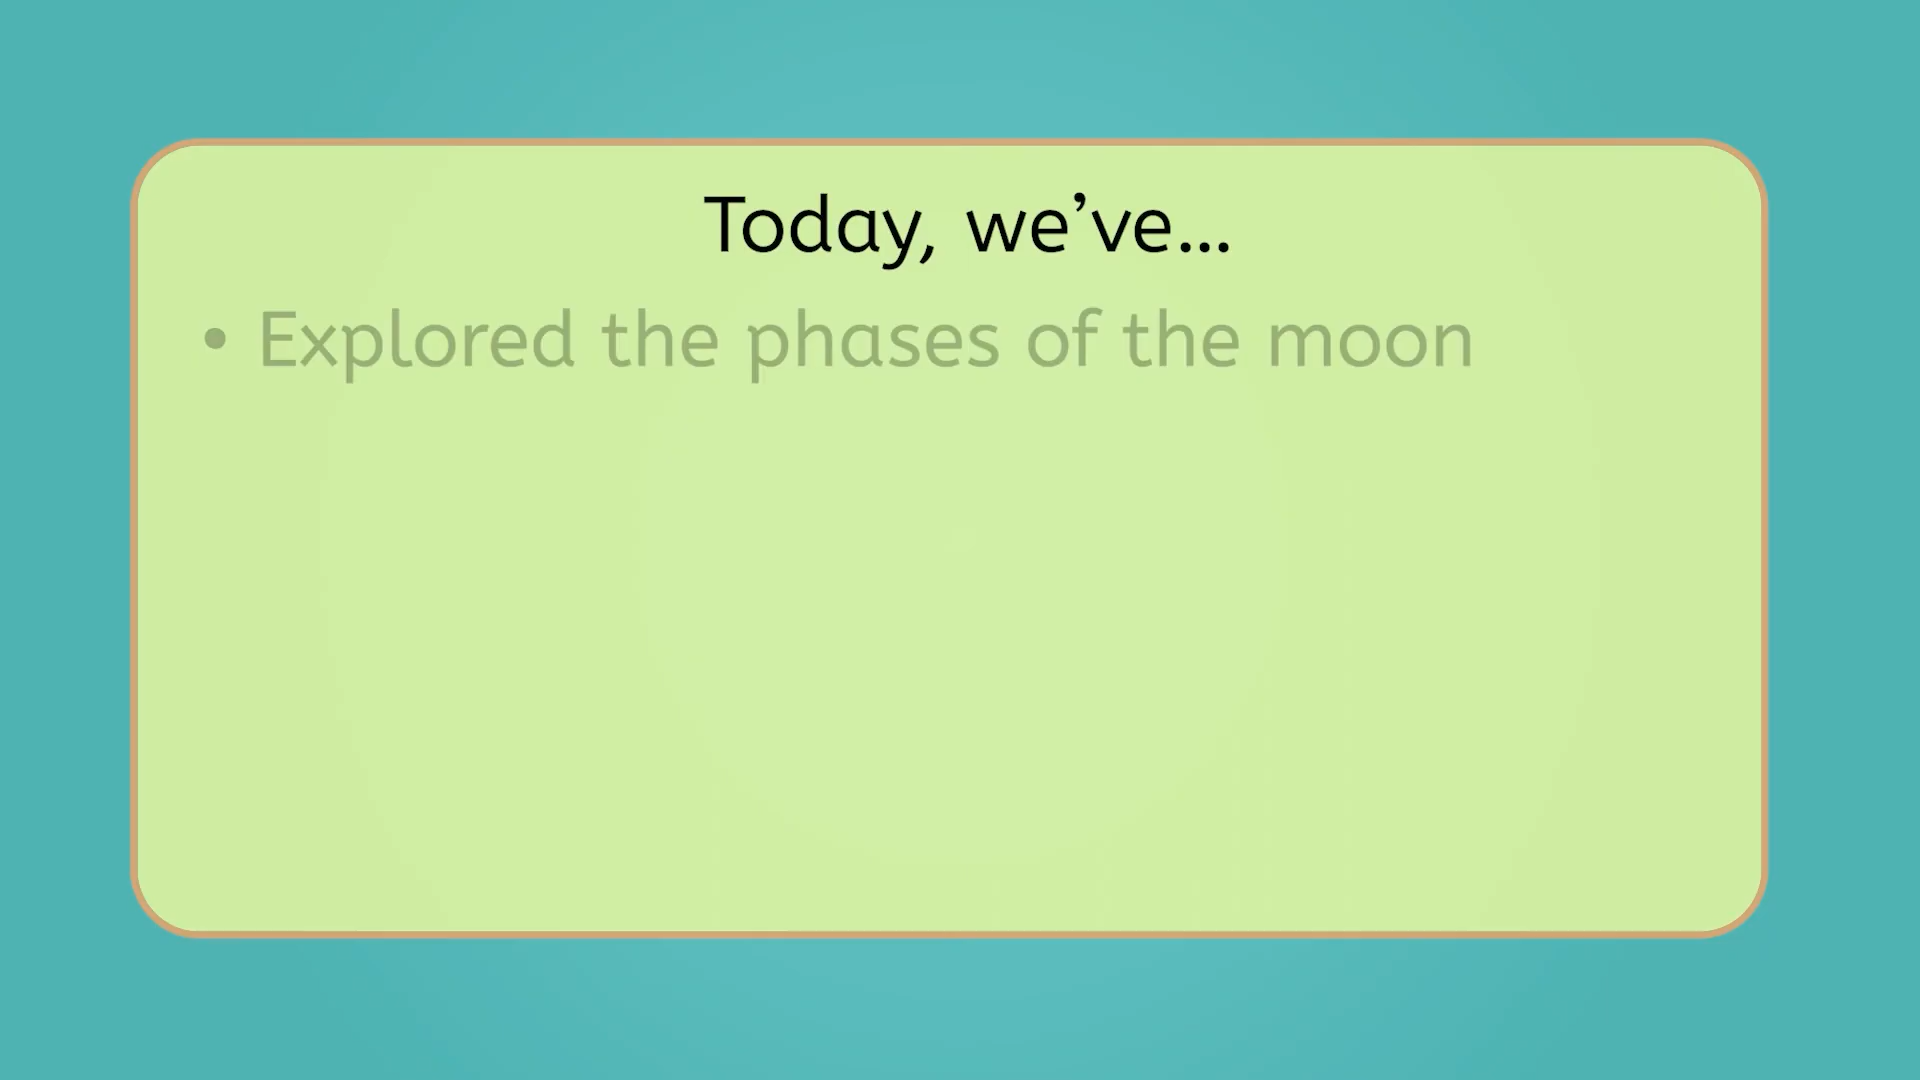 Today, we’ve...
• Explored the phases of the moon